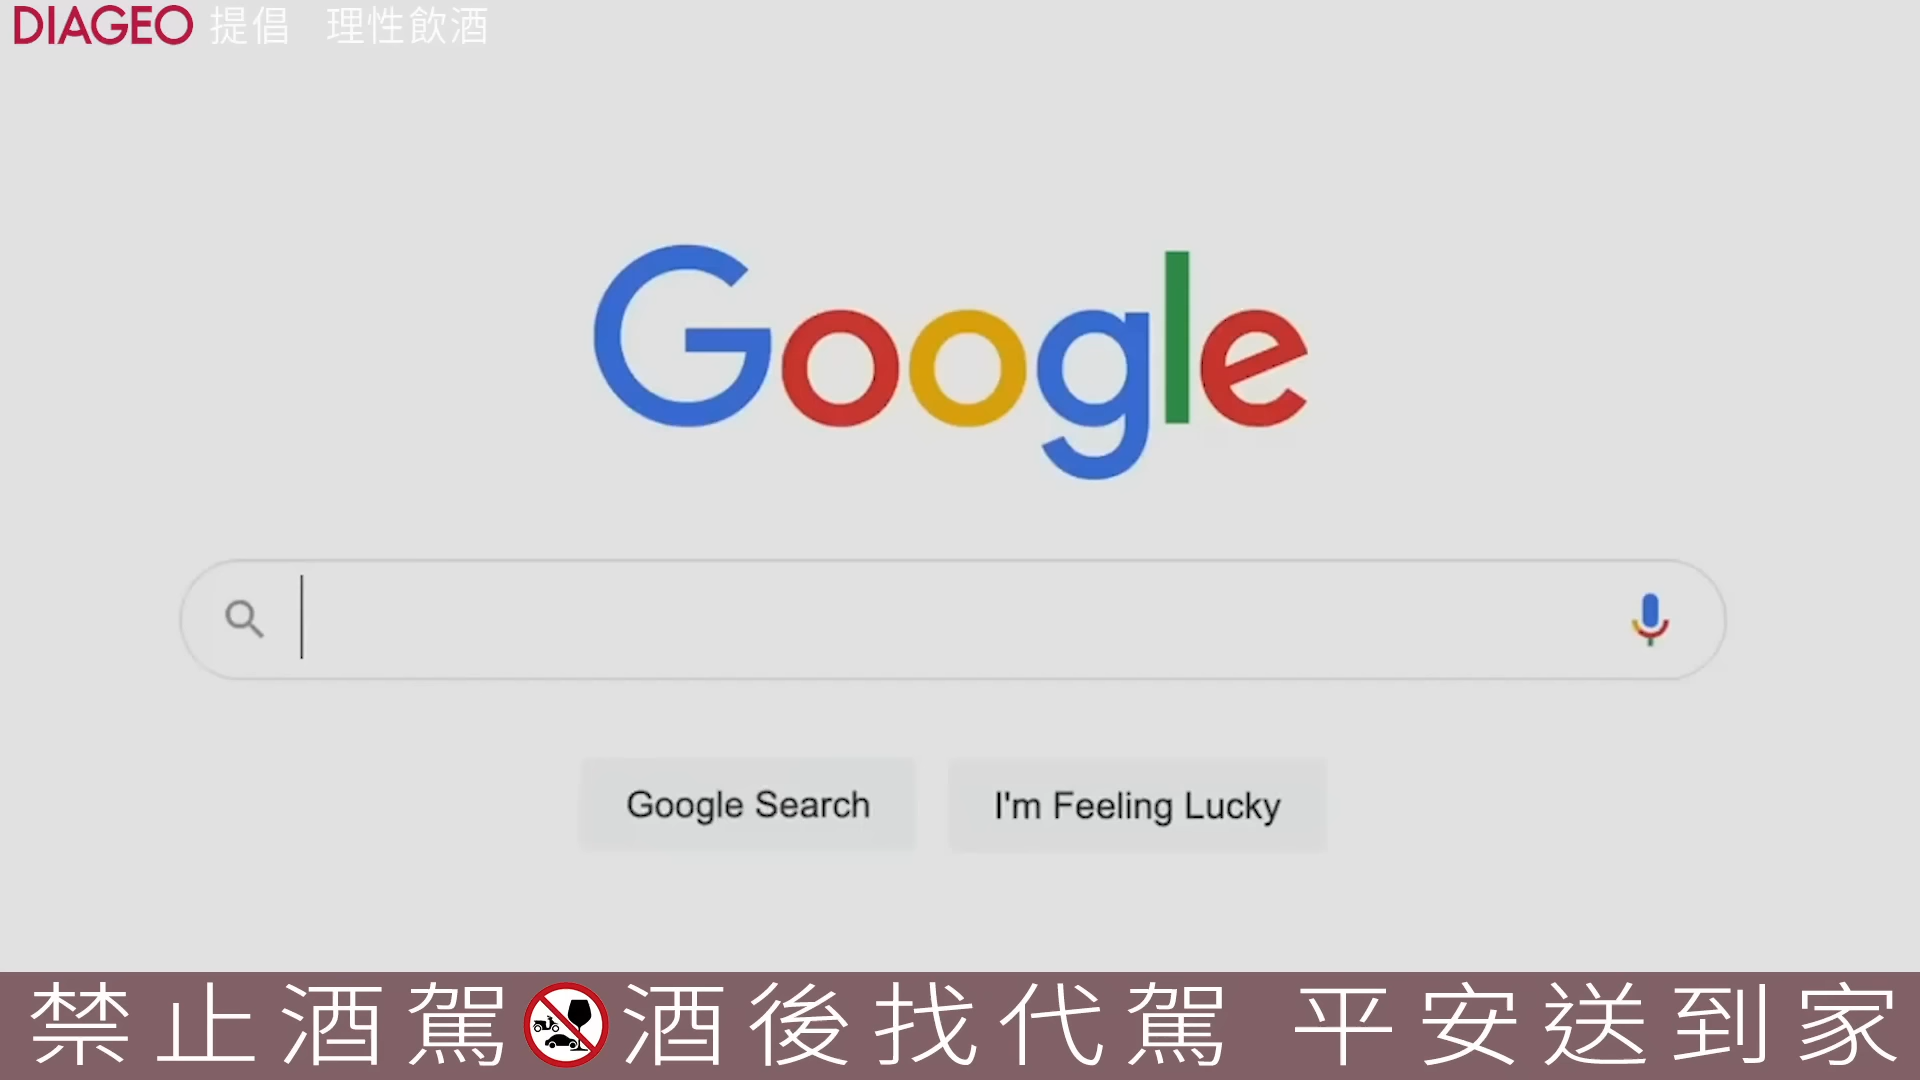 DIAGEO 提倡 理性飲酒
Google
Google Search
I'm Feeling Lucky
禁止酒駕 酒後找代駕 平安送到家